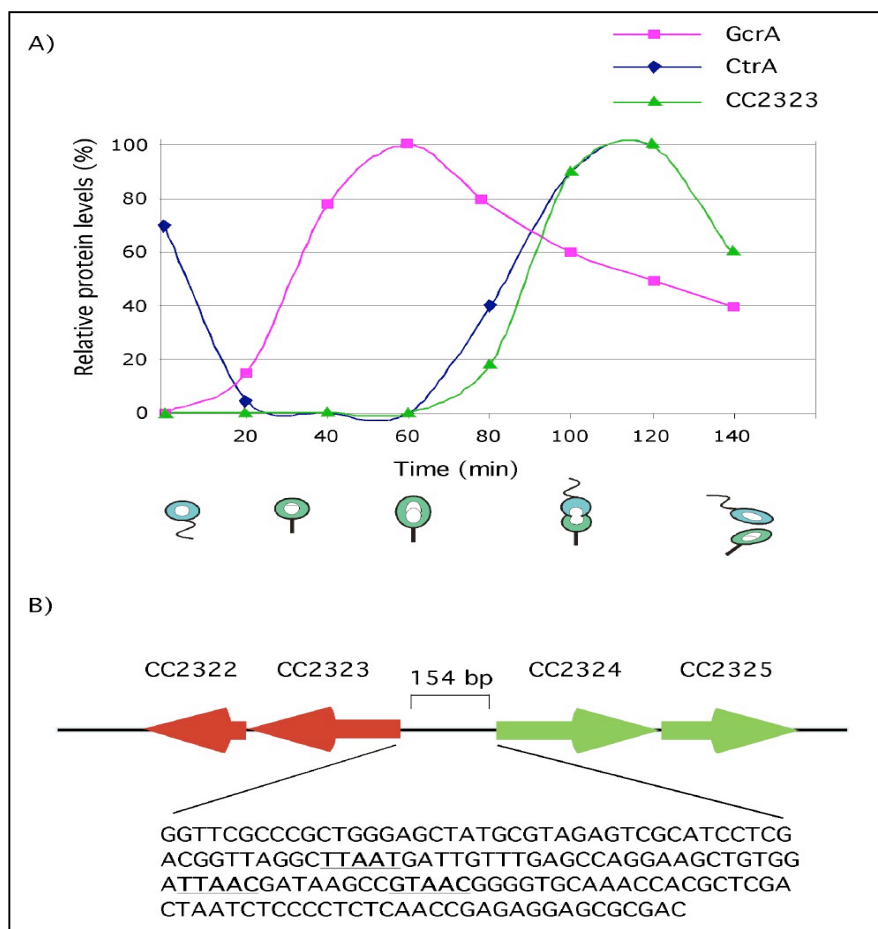 A)
GcrA
CtrA
CC2323
Relative protein levels (%)
100
80
60
40
20
0
20 40 60 80 100 120 140
Time (min)
B)
CC2322 CC2323 154 bp CC2324 CC2325
GGTTCGCCCGCTGGGAGCTATGCGTAGAGTCGCATCCTCG
ACGGTTAGGCTTAATGATTGTTTGAGCCAGGAAGCTGTGG
ATTAACGATAAGCCGTAACGGGGTGCAAACCACGCTCGA
CTAATCTCCCCTCTCAACCGAGAGGAGCGCGAC